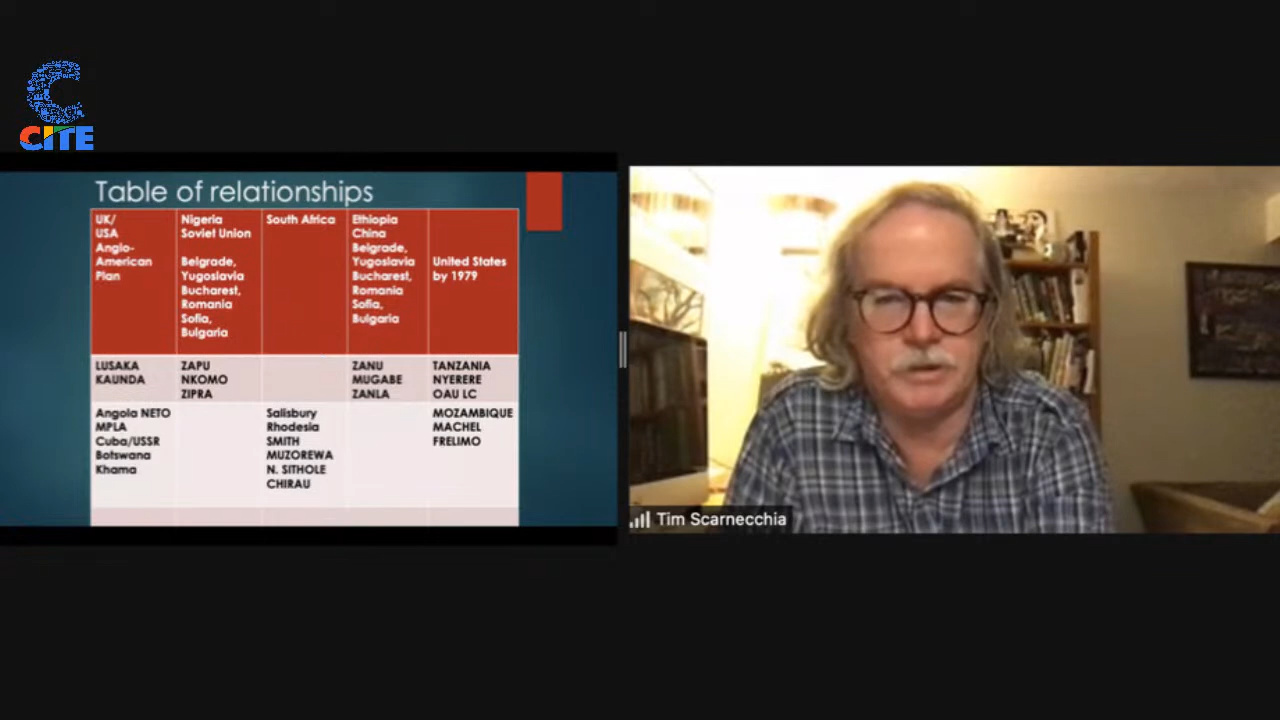 CITE
Table of relationships
UK/
USA
Anglo-
American
Plan
Nigeria
Soviet Union
Belgrade,
Yugoslavia
Bucharest,
Romania
Sofia,
Bulgaria
South Africa
Ethiopia
China
Belgrade,
Yugoslavia
Bucharest,
Romania
Sofia,
Bulgaria
United States
by 1979
LUSAKA
KAUNDA
ZAPU
NKOMO
ZIPRA
ZANU
MUGABE
ZANLA
TANZANIA
NYERERE
OAU LC
Angola NETO
MPLA
Cuba/USSR
Botswana
Khama
Salisbury
Rhodesia
SMITH
MUZOREWA
N. SITHOLE
CHIRAU
MOZAMBIQUE
MACHEL
FRELIMO
Tim Scarnecchia